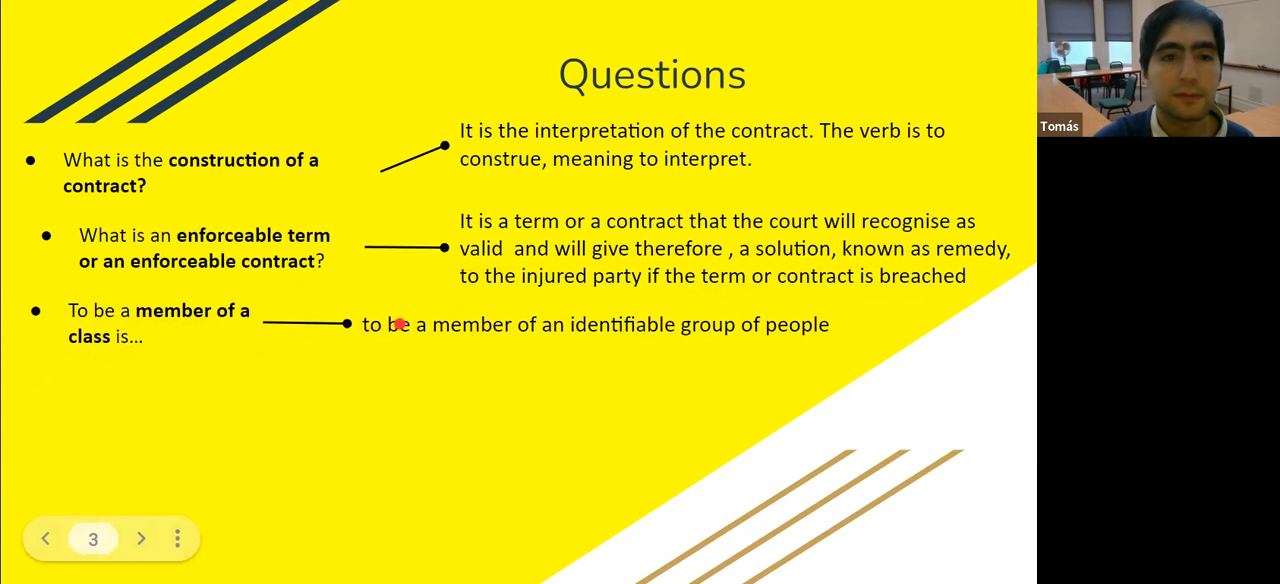 Questions
What is the construction of a
contract?
It is the interpretation of the contract. The verb is to
construe, meaning to interpret.
What is an enforceable term
or an enforceable contract?
It is a term or a contract that the court will recognise as
valid and will give therefore , a solution, known as remedy,
to the injured party if the term or contract is breached
To be a member of a
class is...
to be a member of an identifiable group of people
3
Tomás